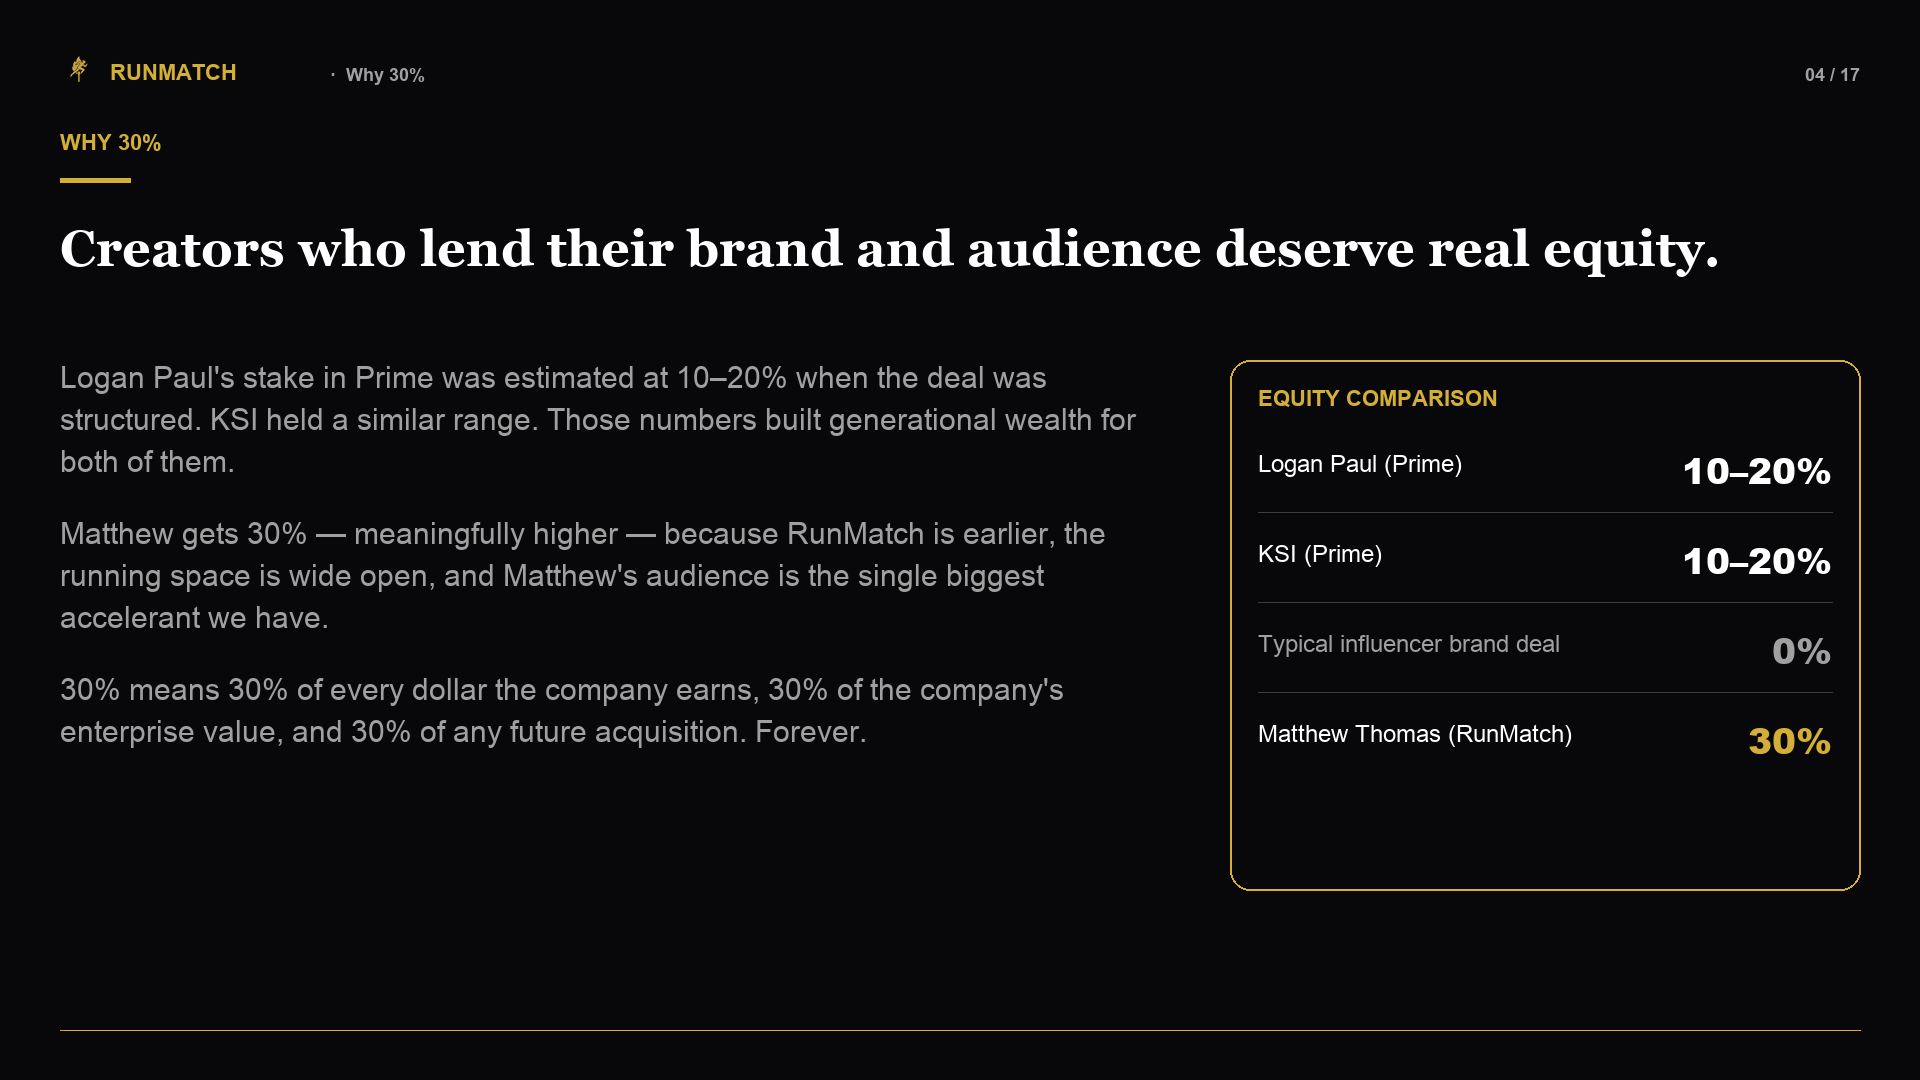 RUNMATCH · Why 30%
04 / 17
WHY 30%
Creators who lend their brand and audience deserve real equity.
Logan Paul's stake in Prime was estimated at 10–20% when the deal was
structured. KSI held a similar range. Those numbers built generational wealth for
both of them.
Matthew gets 30% — meaningfully higher — because RunMatch is earlier, the
running space is wide open, and Matthew's audience is the single biggest
accelerant we have.
30% means 30% of every dollar the company earns, 30% of the company's
enterprise value, and 30% of any future acquisition. Forever.
EQUITY COMPARISON
Logan Paul (Prime) 10–20%
KSI (Prime) 10–20%
Typical influencer brand deal 0%
Matthew Thomas (RunMatch) 30%